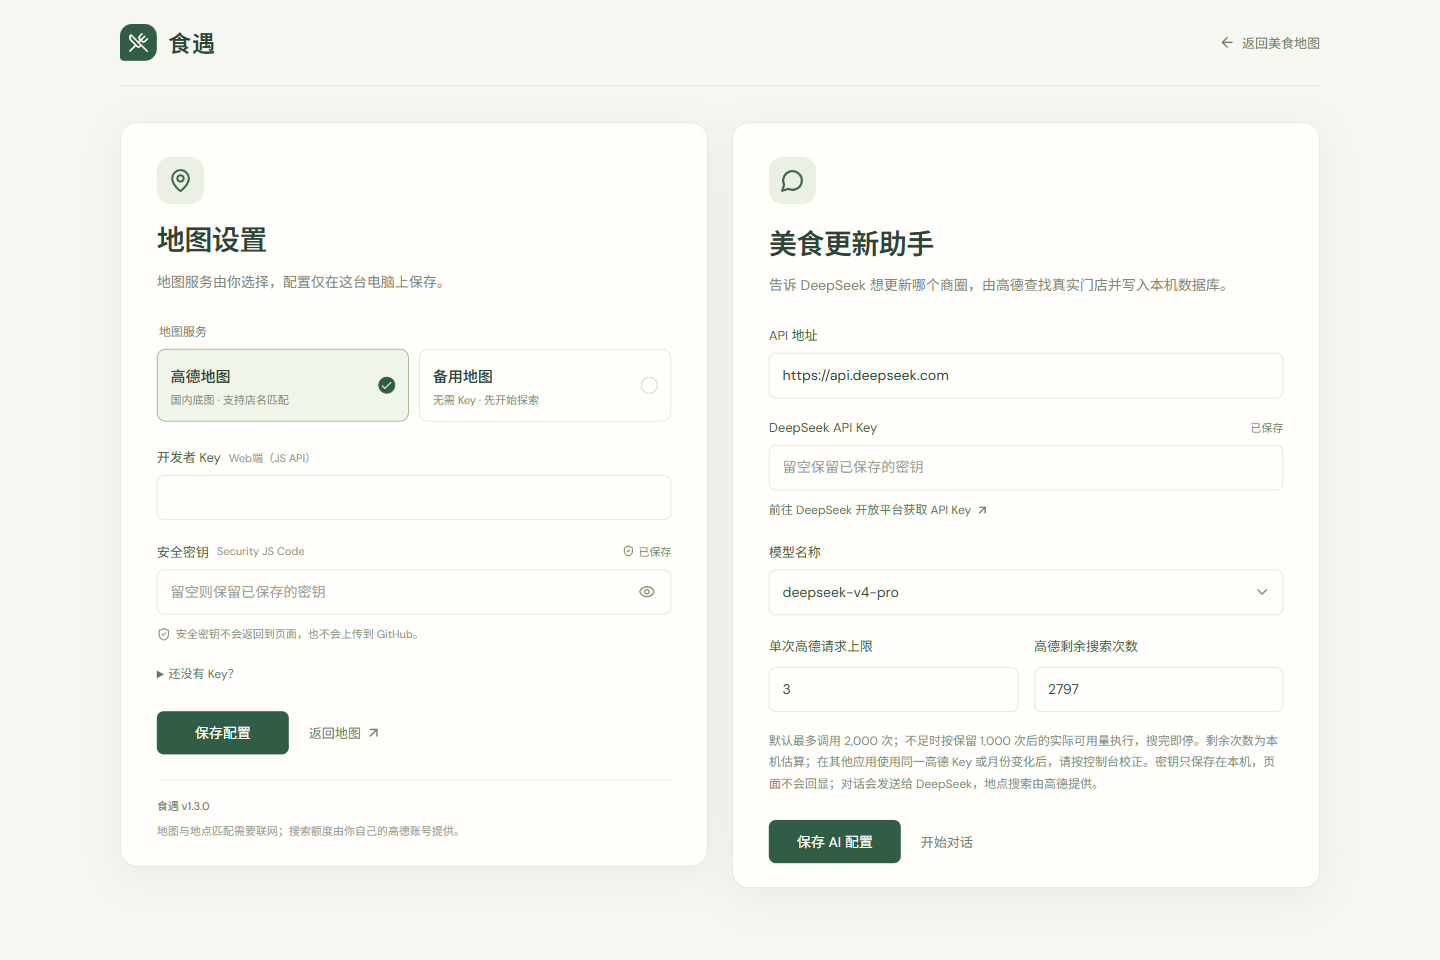 食遇
返回美食地图
地图设置
地图服务由你选择，配置仅在这台电脑上保存。
地图服务
高德地图
国内底图 · 支持店名匹配
备用地图
无需 Key · 先开始探索
开发者 Key Web端（JS API）
安全密钥 Security JS Code 已保存
留空则保留已保存的密钥
安全密钥不会返回到页面，也不会上传到 GitHub。
还没有 Key？
保存配置
返回地图
食遇 v1.3.0
地图与地点匹配需要联网；搜索额度由你自己的高德账号提供。
美食更新助手
告诉 DeepSeek 想更新哪个商圈，由高德查找真实门店并写入本机数据库。
API 地址
https://api.deepseek.com
DeepSeek API Key 已保存
留空保留已保存的密钥
前往 DeepSeek 开放平台获取 API Key
模型名称
deepseek-v4-pro
单次高德请求上限
3
高德剩余搜索次数
2797
默认最多调用 2,000 次；不足时按保留 1,000 次后的实际可用量执行，搜完即停。剩余次数为本
机估算；在其他应用使用同一高德 Key 或月份变化后，请按控制台校正。密钥只保存在本机，页
面不会回显；对话会发送给 DeepSeek，地点搜索由高德提供。
保存 AI 配置
开始对话